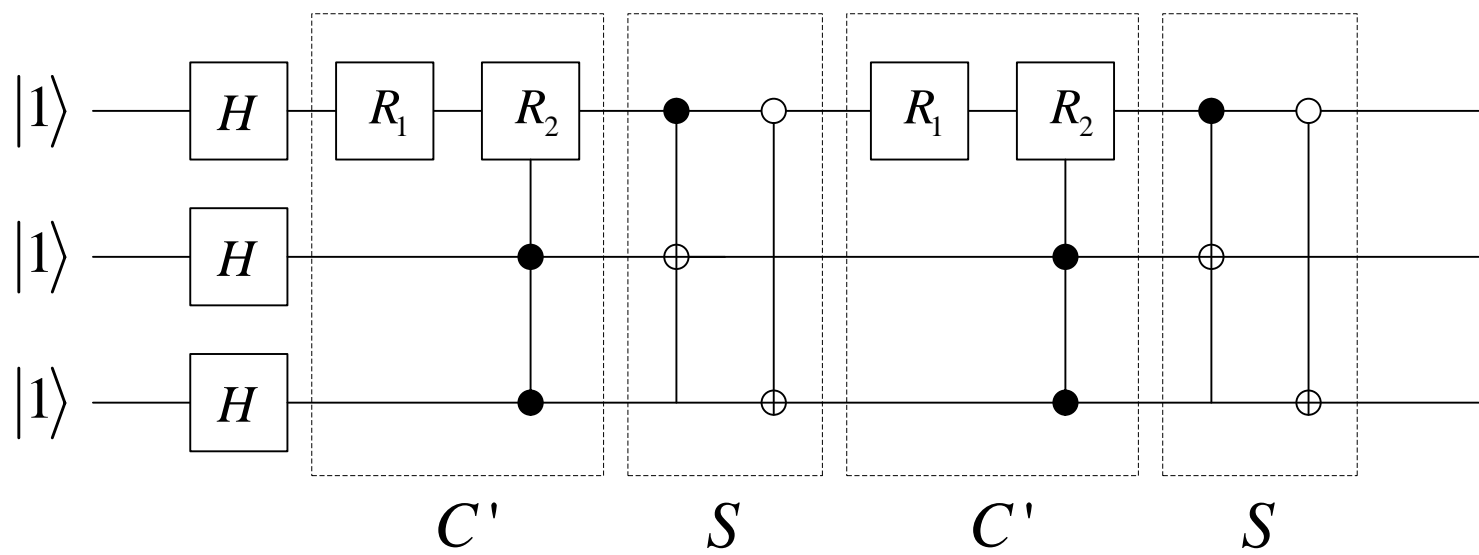 |1⟩ H R₁ R₂ R₁ R₂
|1⟩ H
|1⟩ H
C' S C' S